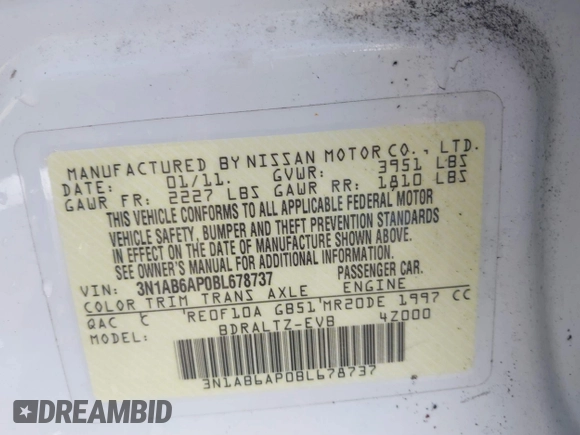 MANUFACTURED BY NISSAN MOTOR CO., LTD.
DATE: 01/11. GVWR: 3951 LBS
GAWR FR: 2227 LBS GAWR RR: 1810 LBS
THIS VEHICLE CONFORMS TO ALL APPLICABLE FEDERAL MOTOR
VEHICLE SAFETY, BUMPER AND THEFT PREVENTION STANDARDS
IN EFFECT ON THE DATE OF MANUFACTURE SHOWN ABOVE.
SEE OWNER'S MANUAL FOR ADDITIONAL INFORMATION.
VIN: 3N1AB6AP0BL678737 PASSENGER CAR.
COLOR TRIM TRANS AXLE ENGINE
QAC C 'RE0F10A GB51'MR20DE 1997 CC
MODEL: BDRALTZ-EVB 4Z000
3N1AB6AP0BL678737
DREAMBID